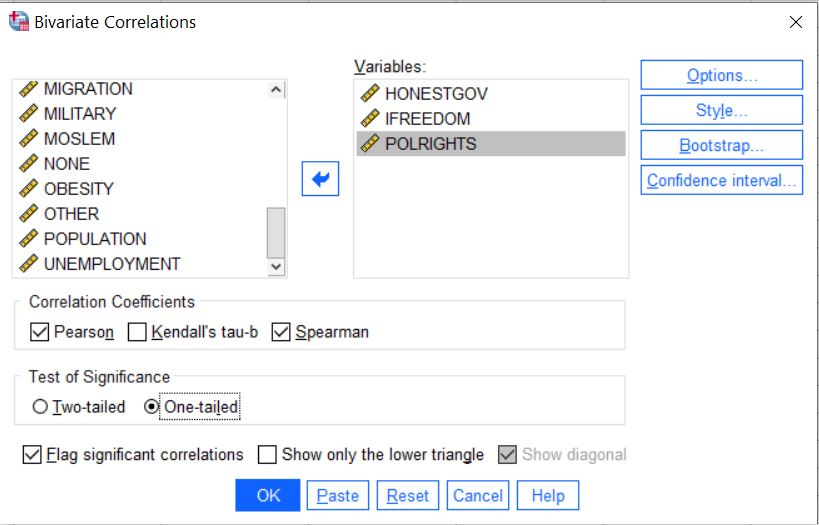 Bivariate Correlations
Variables:
MIGRATION
MILITARY
MOSLEM
NONE
OBESITY
OTHER
POPULATION
UNEMPLOYMENT
HONESTGOV
IFREEDOM
POLRIGHTS
Options...
Style...
Bootstrap...
Confidence interval...
Correlation Coefficients
Pearson Kendall's tau-b Spearman
Test of Significance
Two-tailed One-tailed
Flag significant correlations Show only the lower triangle Show diagonal
OK Paste Reset Cancel Help